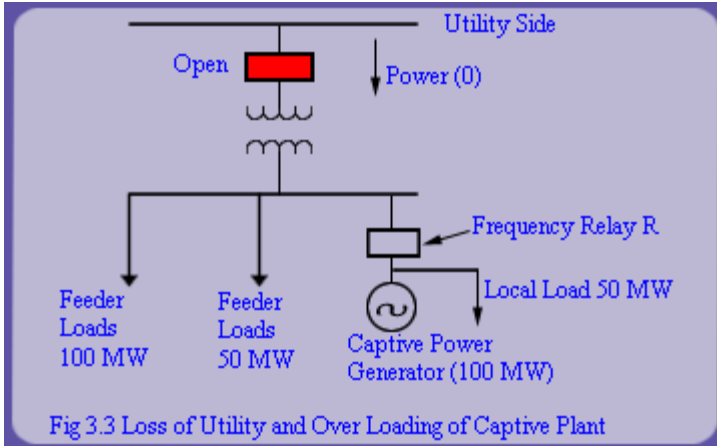 Utility Side
Open
Power (0)
Frequency Relay R
Local Load 50 MW
Feeder
Loads
100 MW
Feeder
Loads
50 MW
Captive Power
Generator (100 MW)
Fig 3.3 Loss of Utility and Over Loading of Captive Plant